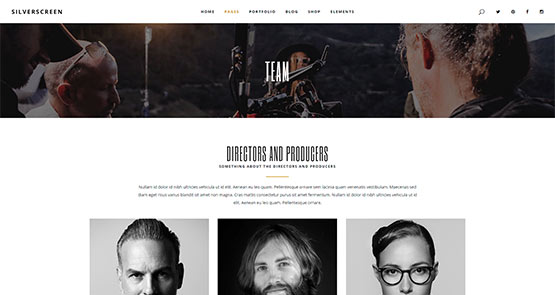 SILVERSCREEN
HOME PAGES PORTFOLIO BLOG SHOP ELEMENTS
TEAM
DIRECTORS AND PRODUCERS
SOMETHING ABOUT THE DIRECTORS AND PRODUCERS
Nullam id dolor id nibh ultricies vehicula ut id elit. Aenean eu leo quam. Pellentesque ornare sem lacinia quam venenatis vestibulum. Maecenas sed
diam eget risus varius blandit sit amet non magna. Cras mattis consectetur purus sit amet fermentum. Nullam id dolor id nibh ultricies vehicula ut id
elit. Aenean eu leo quam. Pellentesque ornare.